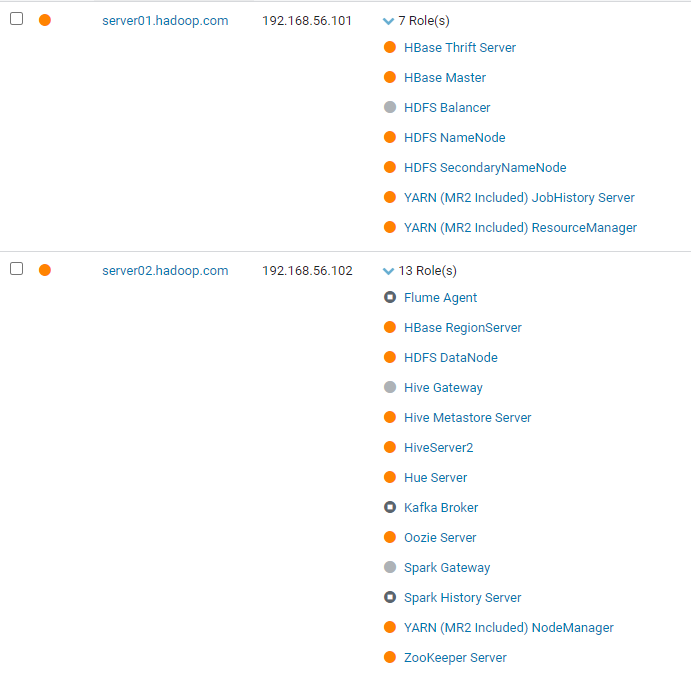 server01.hadoop.com 192.168.56.101 7 Role(s)
HBase Thrift Server
HBase Master
HDFS Balancer
HDFS NameNode
HDFS SecondaryNameNode
YARN (MR2 Included) JobHistory Server
YARN (MR2 Included) ResourceManager
server02.hadoop.com 192.168.56.102 13 Role(s)
Flume Agent
HBase RegionServer
HDFS DataNode
Hive Gateway
Hive Metastore Server
HiveServer2
Hue Server
Kafka Broker
Oozie Server
Spark Gateway
Spark History Server
YARN (MR2 Included) NodeManager
ZooKeeper Server